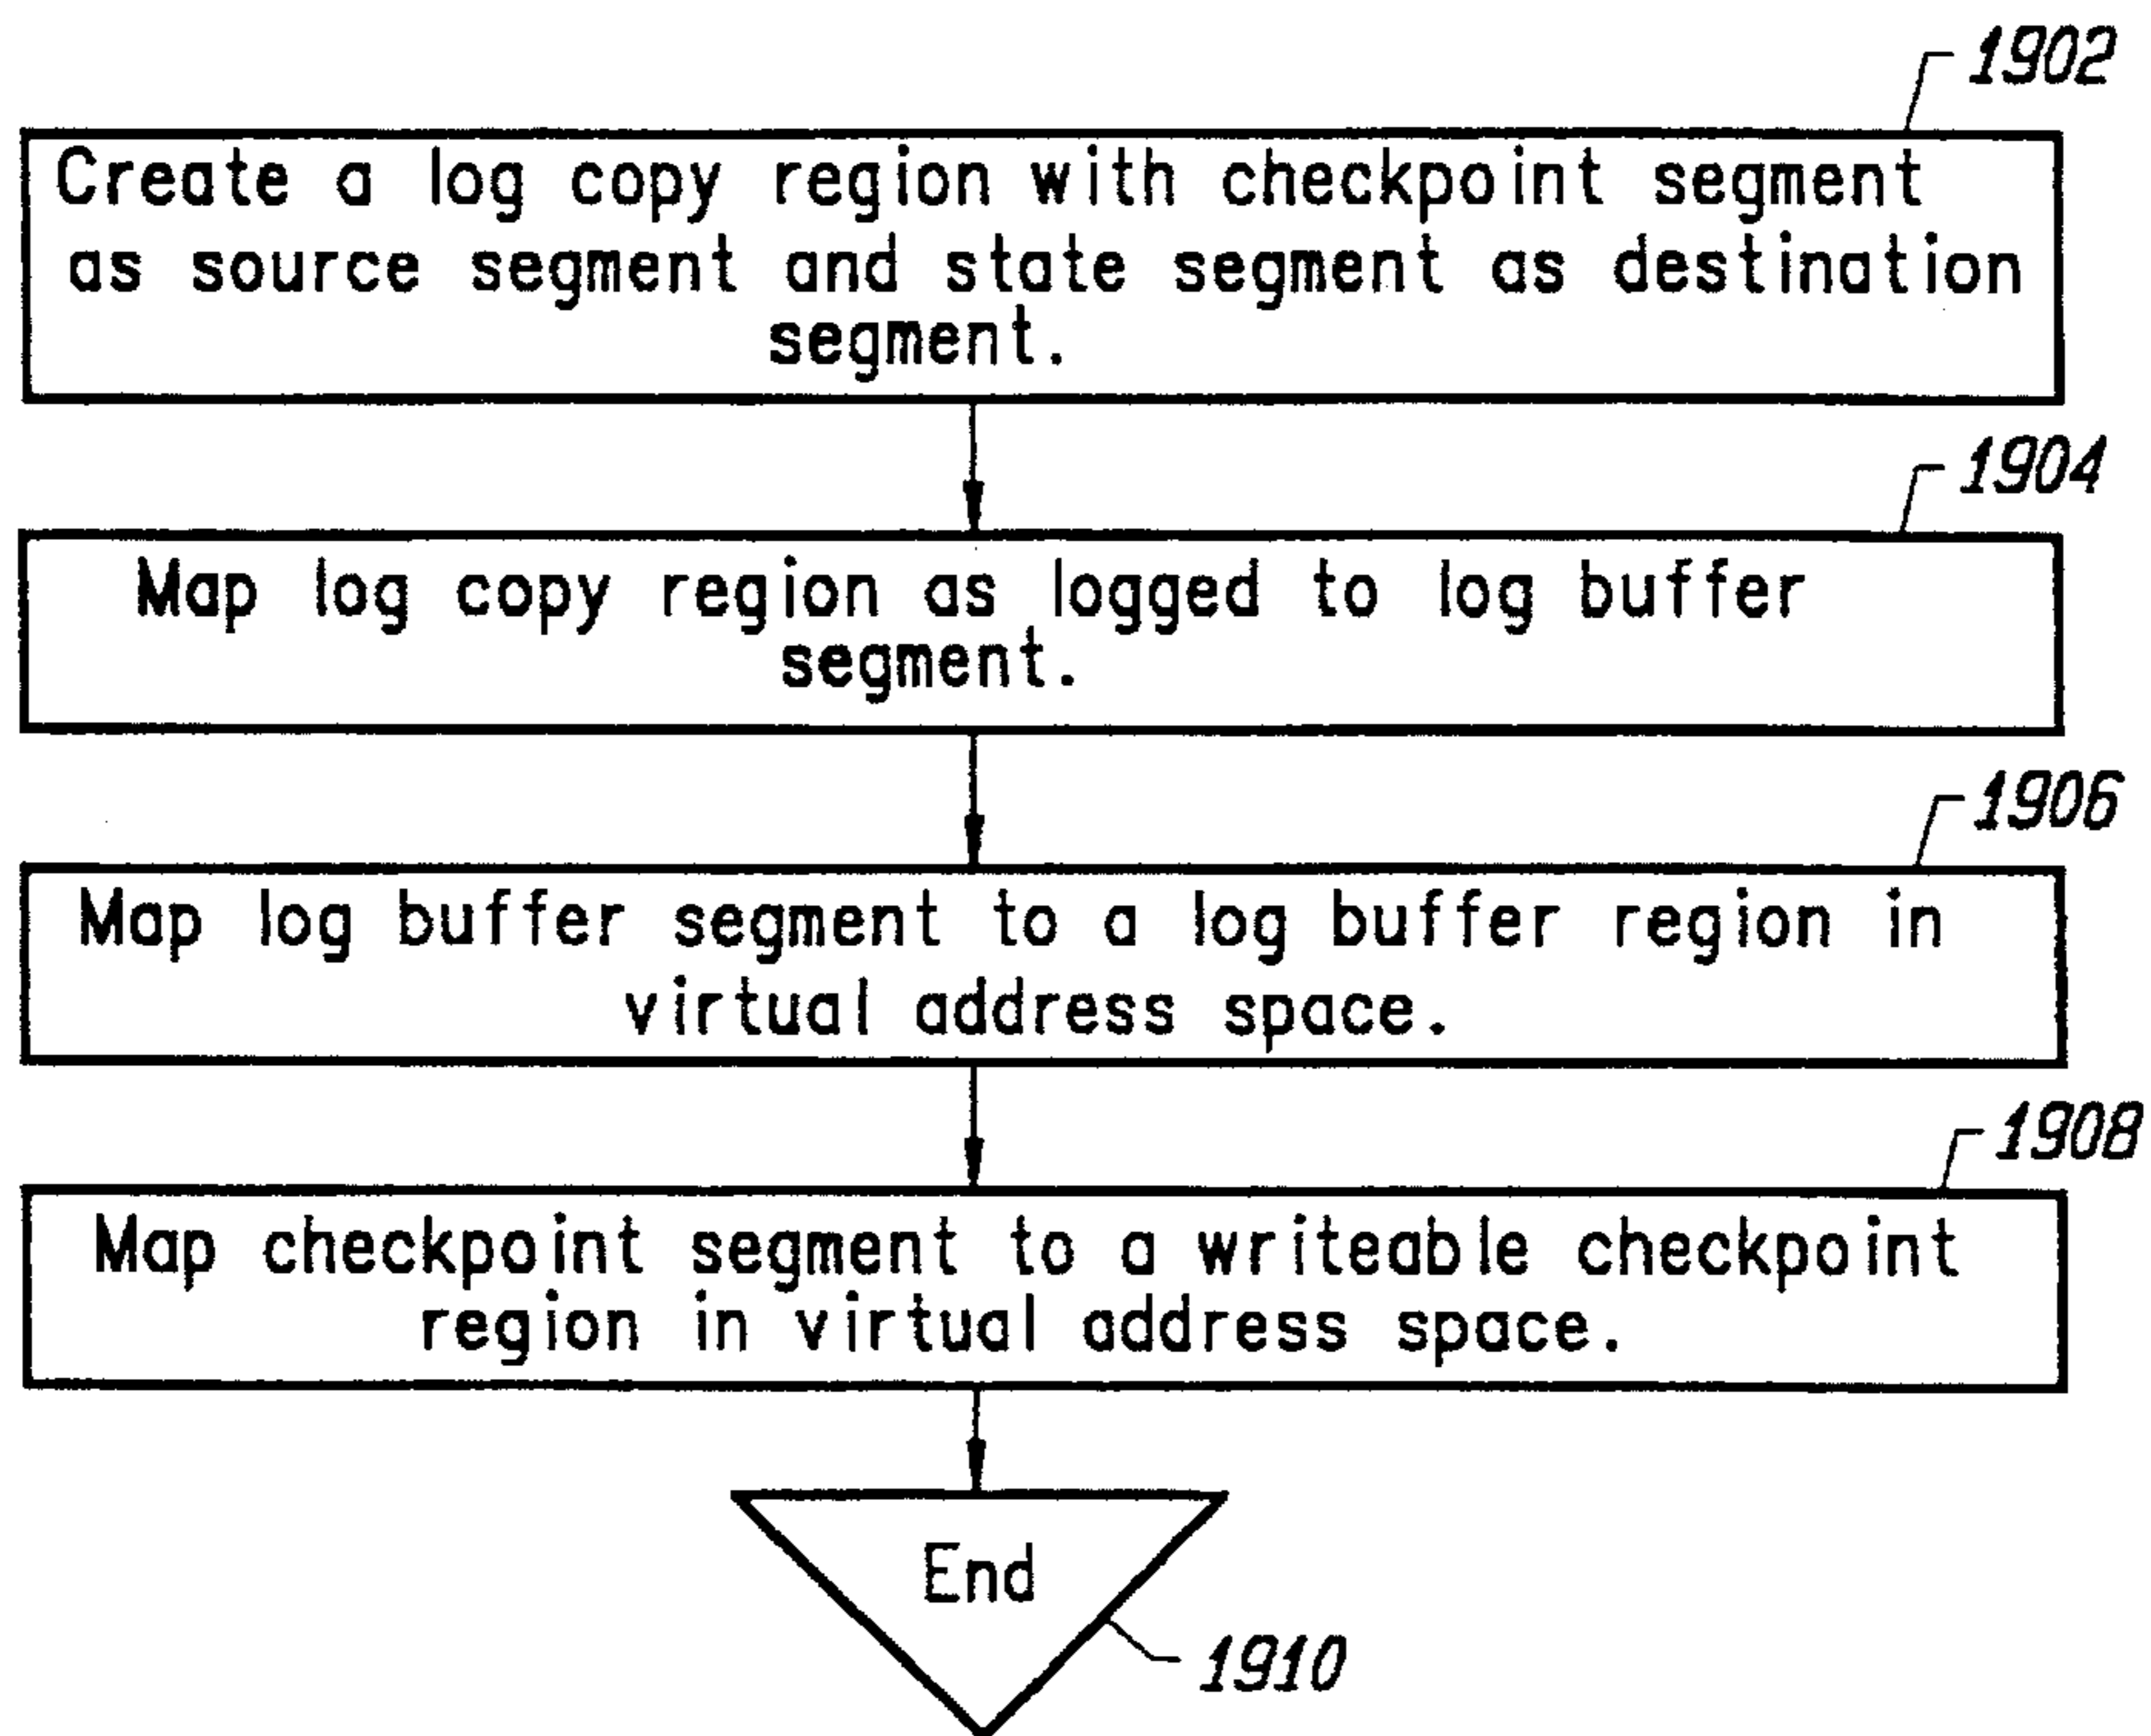 1902
Create a log copy region with checkpoint segment
as source segment and state segment as destination
segment.
1904
Map log copy region as logged to log buffer
segment.
1906
Map log buffer segment to a log buffer region in
virtual address space.
1908
Map checkpoint segment to a writeable checkpoint
region in virtual address space.
End
1910